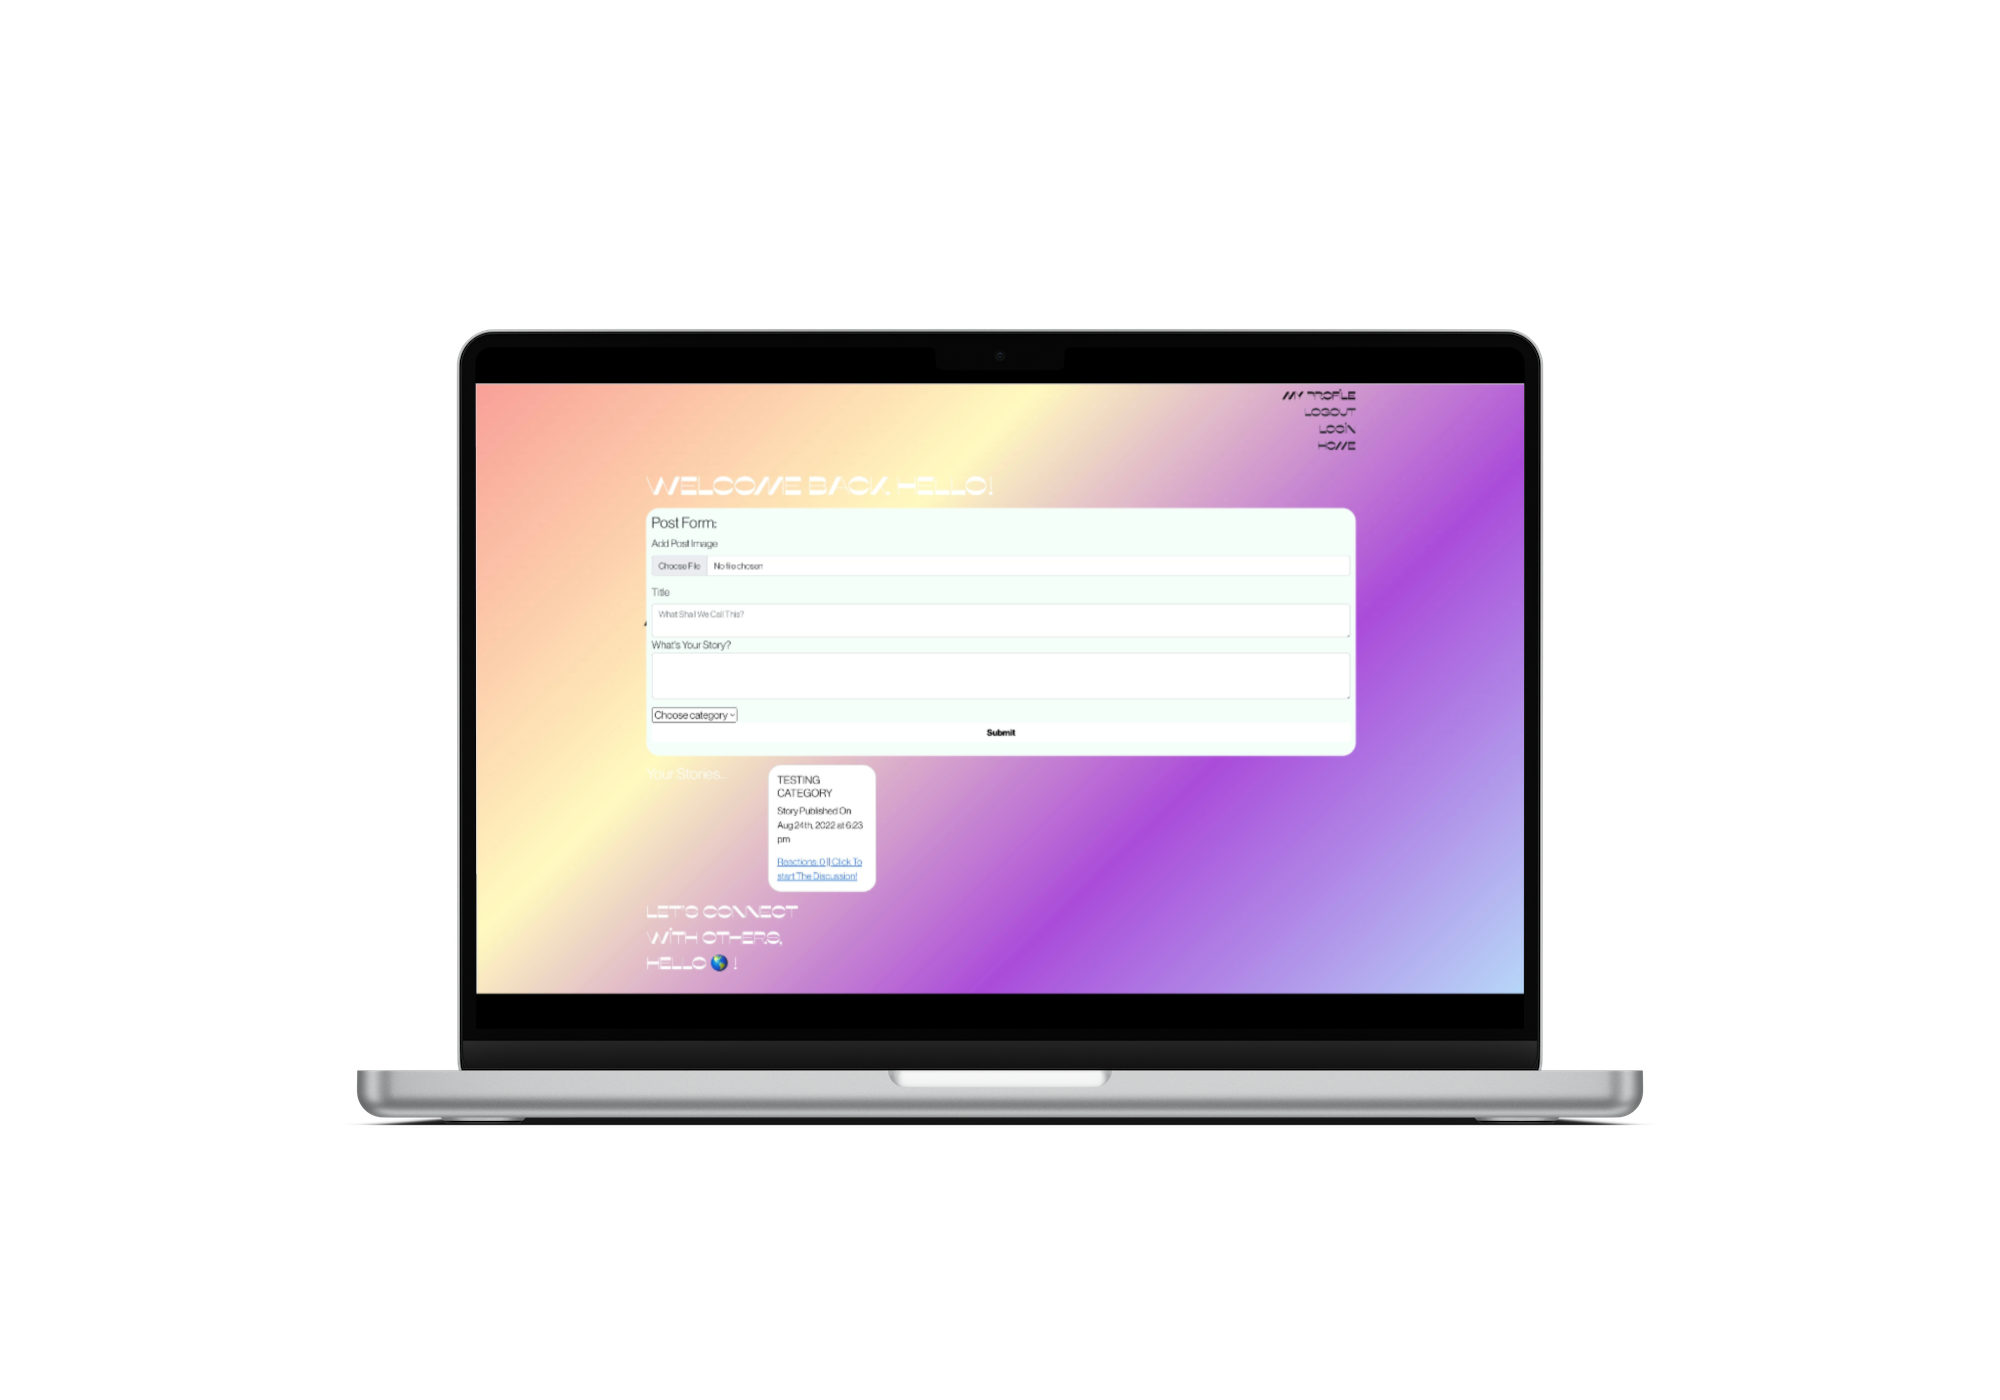 MY PROFILE
LOGOUT
LOGIN
HOME
WELCOME BACK, HELLO!
Post Form:
Add Post Image
Choose File No file chosen
Title
What Shall We Call This?
What's Your Story?
Choose category
Submit
Your Stories...
TESTING
CATEGORY
Story Published On
Aug 24th, 2022 at 6:23
pm
Reactions: 0 || Click To
start The Discussion!
LET'S CONNECT
WITH OTHERS,
HELLO 🌎 !